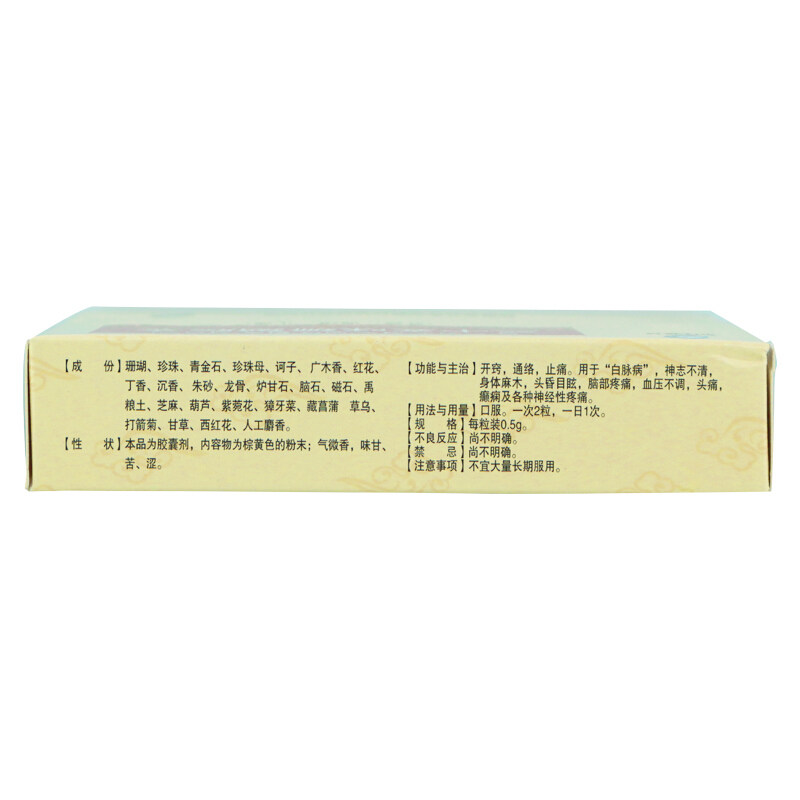 【成　份】珊瑚、珍珠、青金石、珍珠母、诃子、广木香、红花、
丁香、沉香、朱砂、龙骨、炉甘石、脑石、磁石、禹
粮土、芝麻、葫芦、紫菀花、獐牙菜、藏菖蒲　草乌、
打箭菊、甘草、西红花、人工麝香。
【性　状】本品为胶囊剂，内容物为棕黄色的粉末；气微香，味甘、
苦、涩。
【功能与主治】开窍，通络，止痛。用于“白脉病”，神志不清，
身体麻木，头昏目眩，脑部疼痛，血压不调，头痛，
癫痫及各种神经性疼痛。
【用法与用量】口服。一次2粒，一日1次。
【规　格】每粒装0.5g。
【不良反应】尚不明确。
【禁　忌】尚不明确。
【注意事项】不宜大量长期服用。